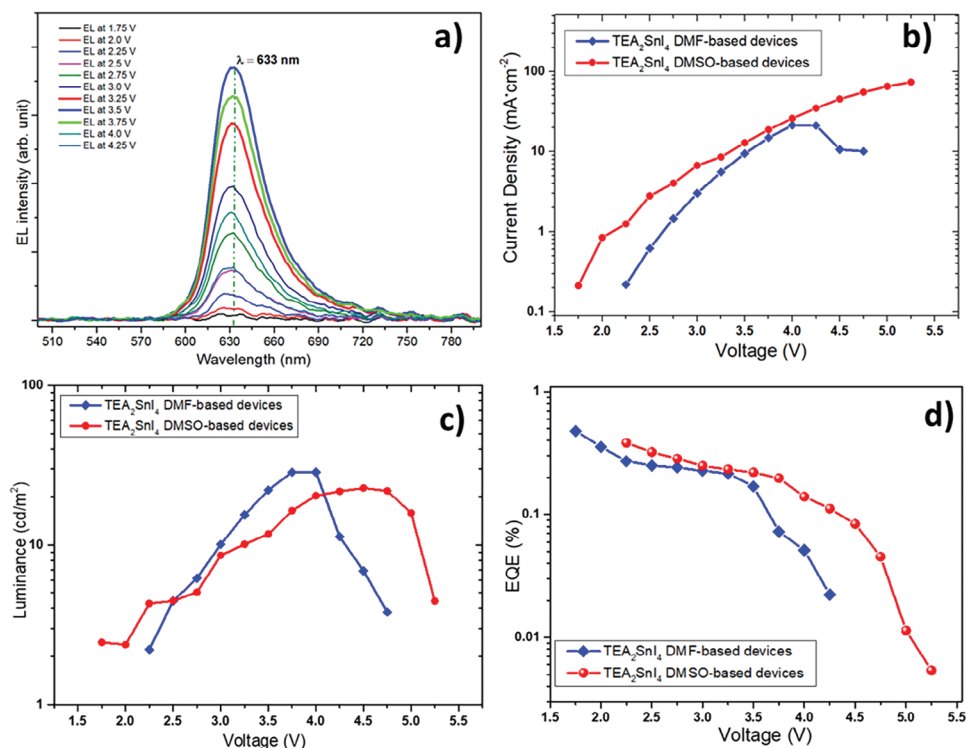 EL at 1.75 V
EL at 2.0 V
EL at 2.25 V
EL at 2.5 V
EL at 2.75 V
EL at 3.0 V
EL at 3.25 V
EL at 3.5 V
EL at 3.75 V
EL at 4.0 V
EL at 4.25 V
a)
λ = 633 nm
EL intensity (arb. unit)
510 540 570 600 630 660 690 720 750 780
Wavelength (nm)
b)
TEA₂SnI₄ DMF-based devices
TEA₂SnI₄ DMSO-based devices
Current Density (mA·cm⁻²)
100
10
1
0.1
1.5 2.0 2.5 3.0 3.5 4.0 4.5 5.0 5.5
Voltage (V)
c)
TEA₂SnI₄ DMF-based devices
TEA₂SnI₄ DMSO-based devices
Luminance (cd/m²)
100
10
1
1.5 2.0 2.5 3.0 3.5 4.0 4.5 5.0 5.5
Voltage (V)
d)
EQE (%)
1
0.1
0.01
TEA₂SnI₄ DMF-based devices
TEA₂SnI₄ DMSO-based devices
1.5 2.0 2.5 3.0 3.5 4.0 4.5 5.0 5.5
Voltage (V)